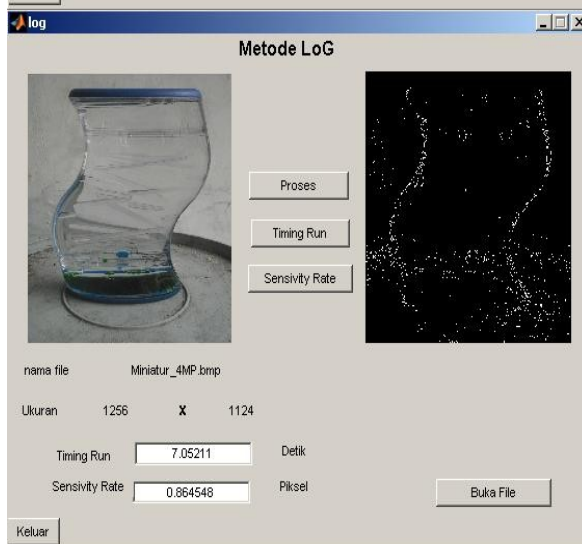 log
Metode LoG
Proses
Timing Run
Sensivity Rate
nama file Miniatur_4MP.bmp
Ukuran 1256 X 1124
Timing Run 7.05211 Detik
Sensivity Rate 0.864548 Piksel
Buka File
Keluar